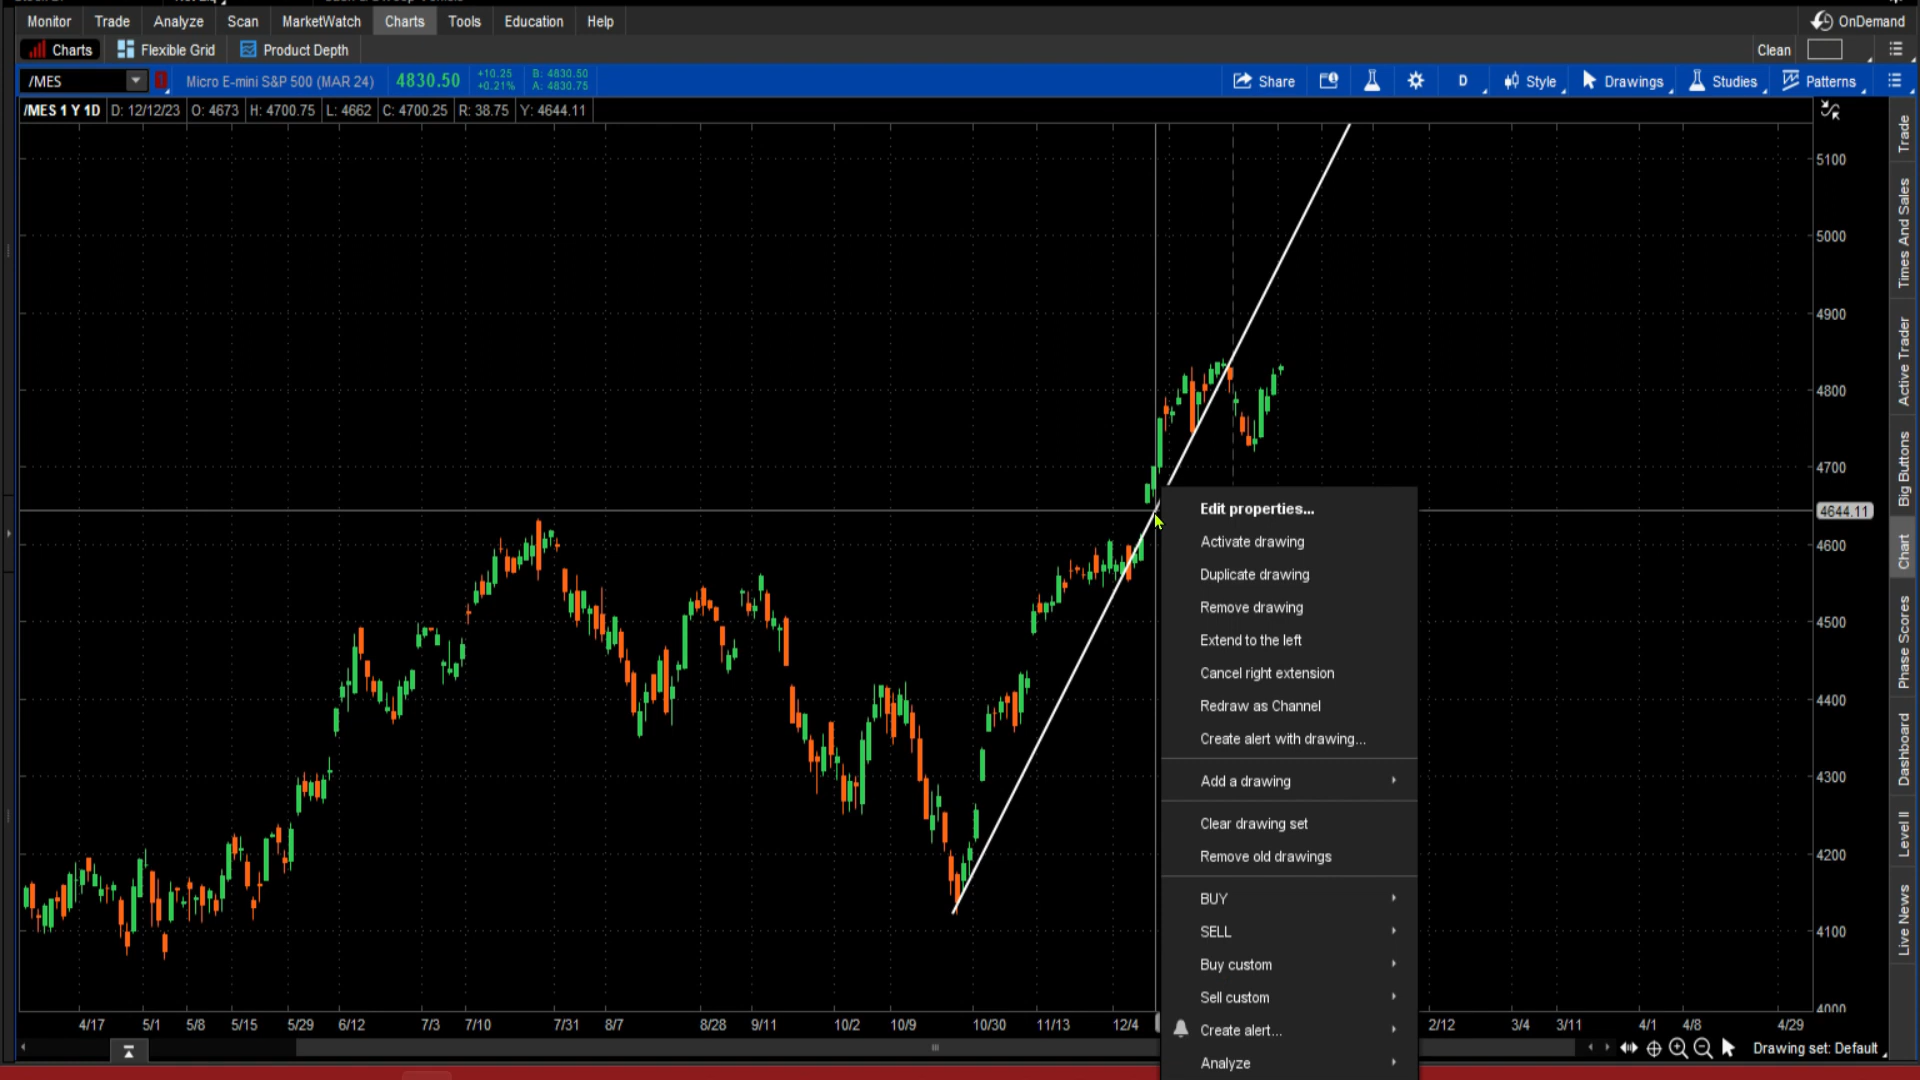 Monitor Trade Analyze Scan MarketWatch Charts Tools Education Help OnDemand
Charts Flexible Grid Product Depth Clean
/MES 1 Micro E-mini S&P 500 (MAR 24) 4830.50 +10.25 B: 4830.50 Share D Style Drawings Studies Patterns
+0.21% A: 4830.75
/MES 1 Y 1D D: 12/12/23 O: 4673 H: 4700.75 L: 4662 C: 4700.25 R: 38.75 Y: 4644.11
5100
5000
4900
4800
4700
4644.11
4600
4500
4400
4300
4200
4100
4000
Edit properties...
Activate drawing
Duplicate drawing
Remove drawing
Extend to the left
Cancel right extension
Redraw as Channel
Create alert with drawing...
Add a drawing
Clear drawing set
Remove old drawings
BUY
SELL
Buy custom
Sell custom
Create alert...
Analyze
Trade
Times And Sales
Active Trader
Big Buttons
Chart
Phase Scores
Dashboard
Level II
Live News
4/17 5/1 5/8 5/15 5/29 6/12 7/3 7/10 7/31 8/7 8/28 9/11 10/2 10/9 10/30 11/13 12/4 2/12 3/4 3/11 4/1 4/8 4/29
Drawing set: Default